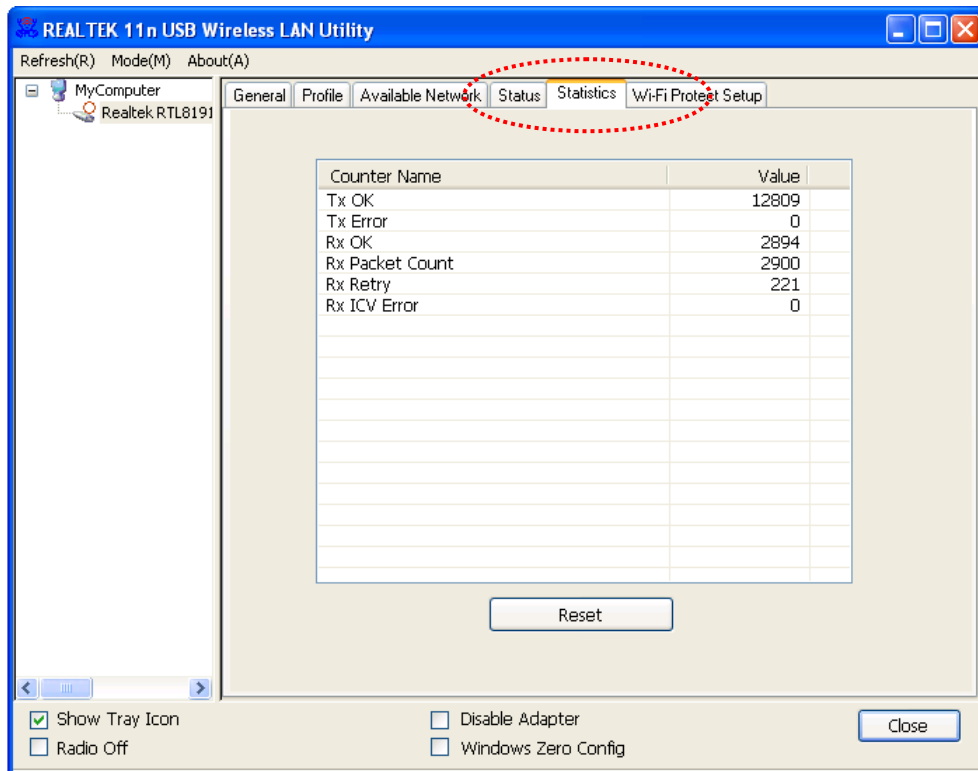 REALTEK 11n USB Wireless LAN Utility
Refresh(R) Mode(M) About(A)
MyComputer
Realtek RTL8191
General Profile Available Network Status Statistics Wi-Fi Protect Setup
Counter Name Value
Tx OK 12809
Tx Error 0
Rx OK 2894
Rx Packet Count 2900
Rx Retry 221
Rx ICV Error 0
Reset
Show Tray Icon Disable Adapter Close
Radio Off Windows Zero Config